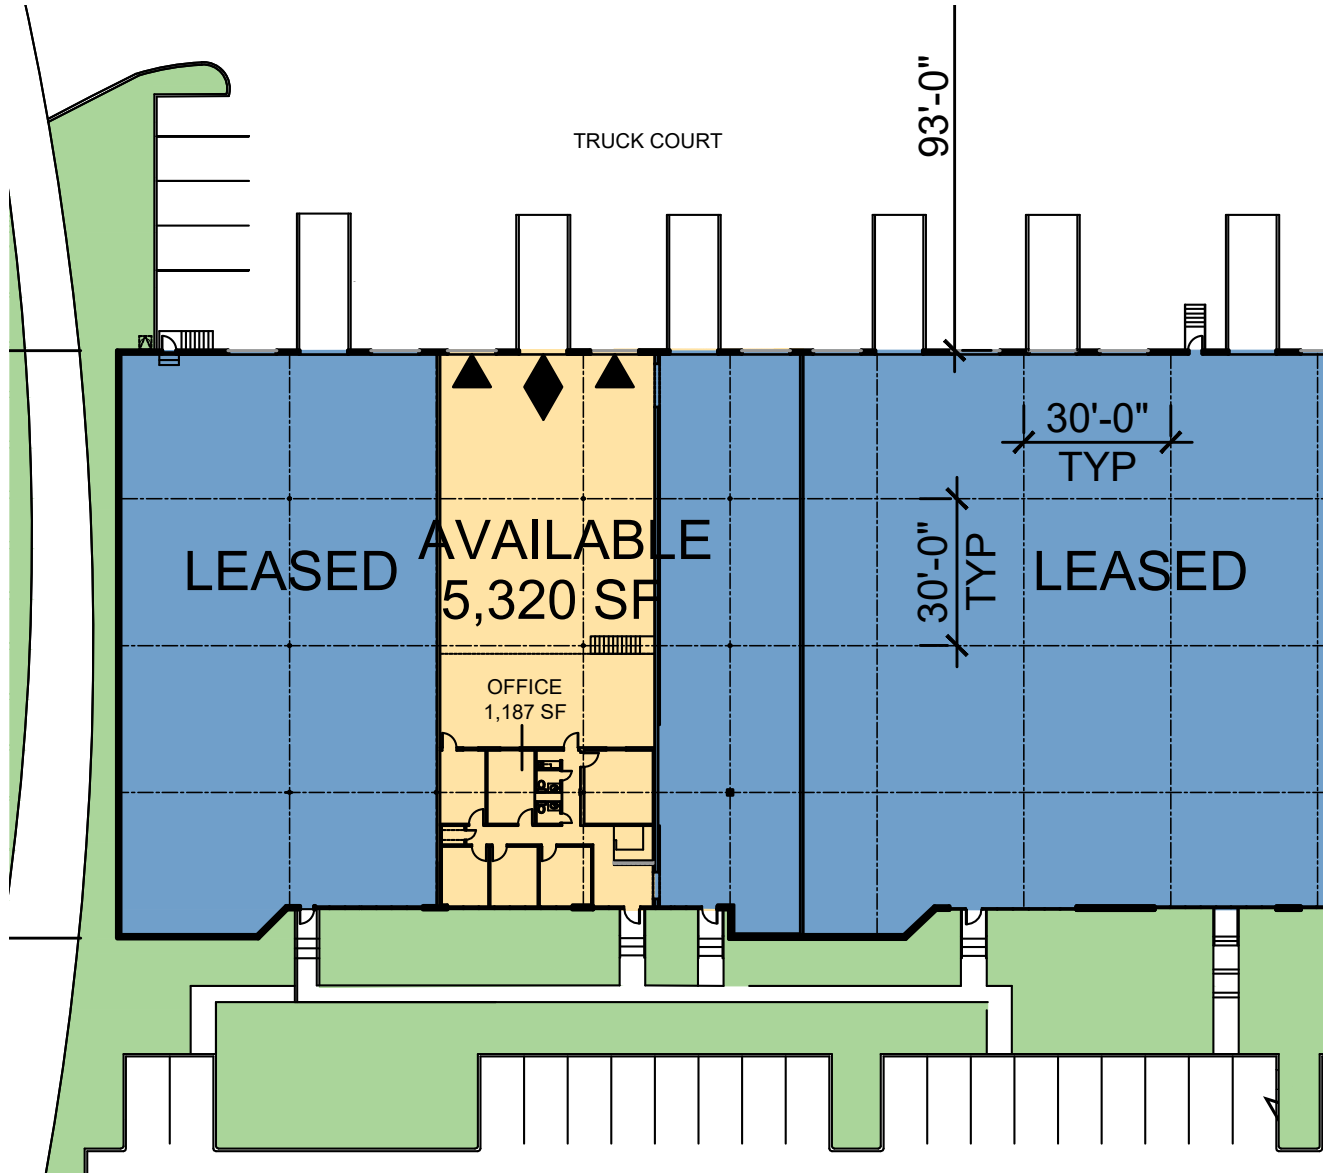 93'-0"
TRUCK COURT
30'-0"
TYP
AVAILABLE
5,320 SF
LEASED
30'-0"
TYP
LEASED
OFFICE
1,187 SF